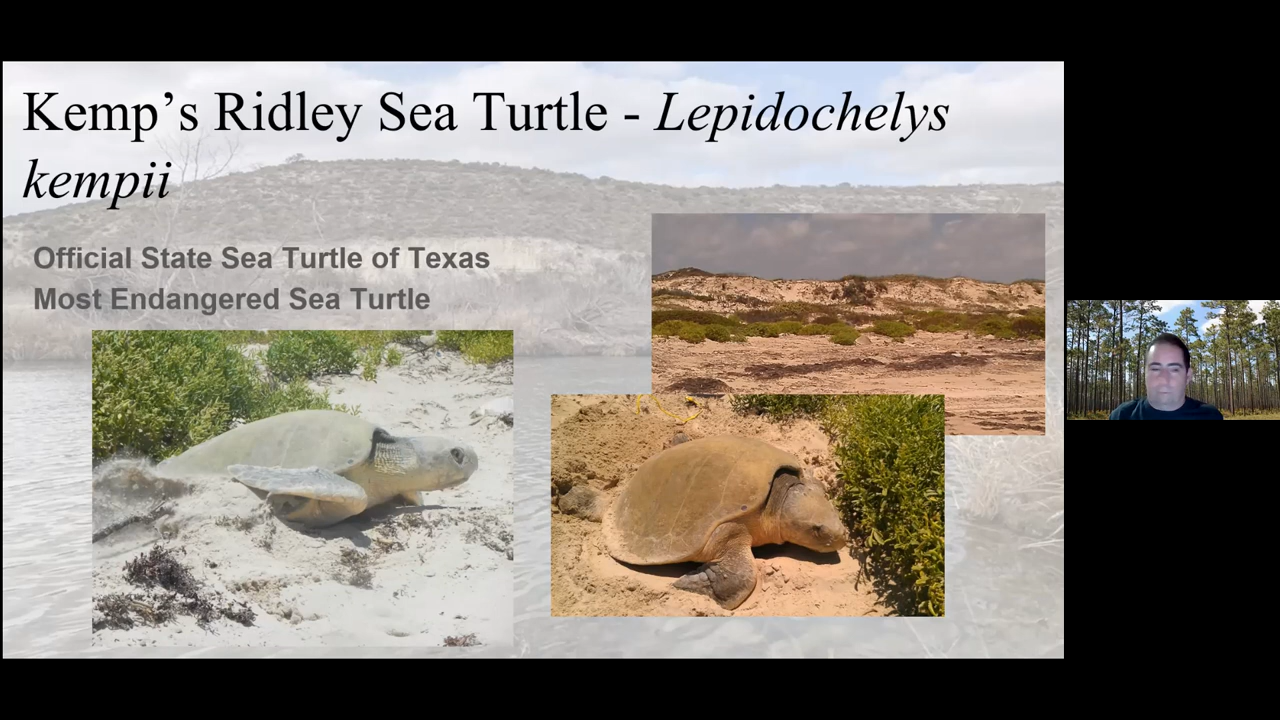 Kemp’s Ridley Sea Turtle - Lepidochelys
kempii
Official State Sea Turtle of Texas
Most Endangered Sea Turtle